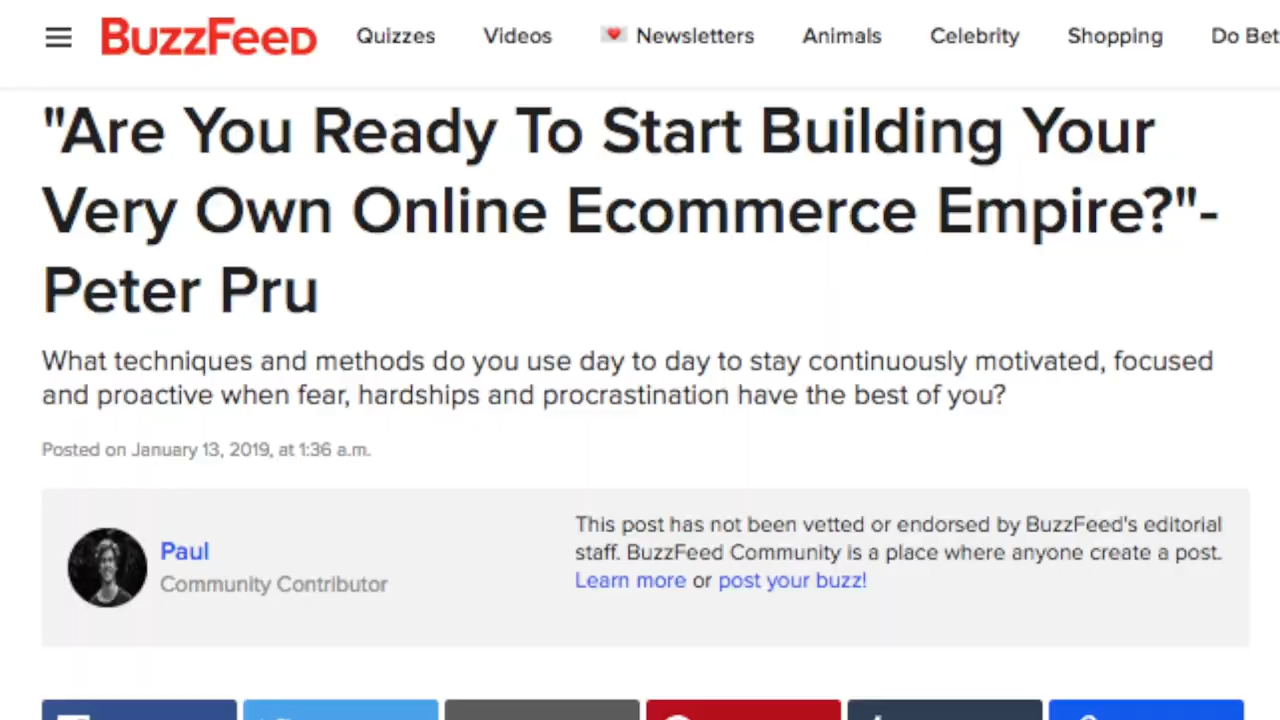 BuzzFeed Quizzes Videos Newsletters Animals Celebrity Shopping Do Bet
"Are You Ready To Start Building Your
Very Own Online Ecommerce Empire?"-
Peter Pru
What techniques and methods do you use day to day to stay continuously motivated, focused
and proactive when fear, hardships and procrastination have the best of you?
Posted on January 13, 2019, at 1:36 a.m.
Paul
Community Contributor
This post has not been vetted or endorsed by BuzzFeed's editorial
staff. BuzzFeed Community is a place where anyone create a post.
Learn more or post your buzz!